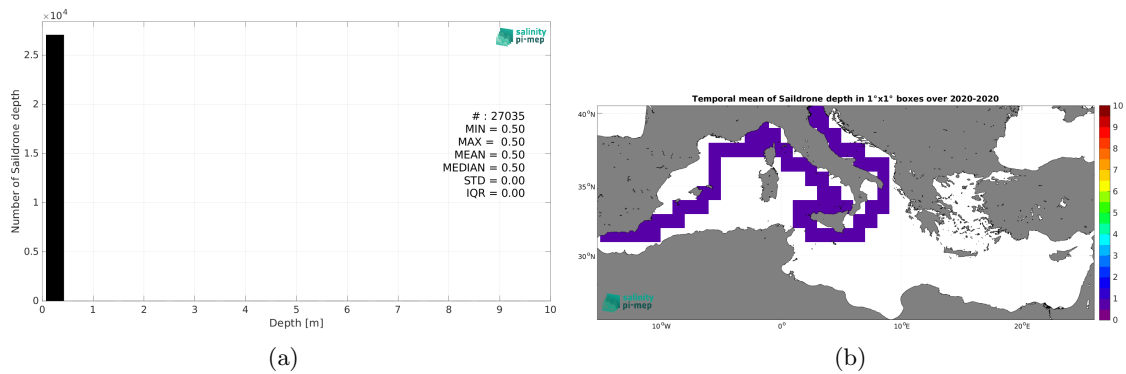 ×10⁴
2.5
2
1.5
1
0.5
0
0 1 2 3 4 5 6 7 8 9 10
Number of Saildrone depth
Depth [m]
salinity
pi-mep
# : 27035
MIN = 0.50
MAX = 0.50
MEAN = 0.50
MEDIAN = 0.50
STD = 0.00
IQR = 0.00
(a)
Temporal mean of Saildrone depth in 1°x1° boxes over 2020-2020
40°N
35°N
30°N
10°W 0° 10°E 20°E
salinity
pi-mep
10
9
8
7
6
5
4
3
2
1
0
(b)